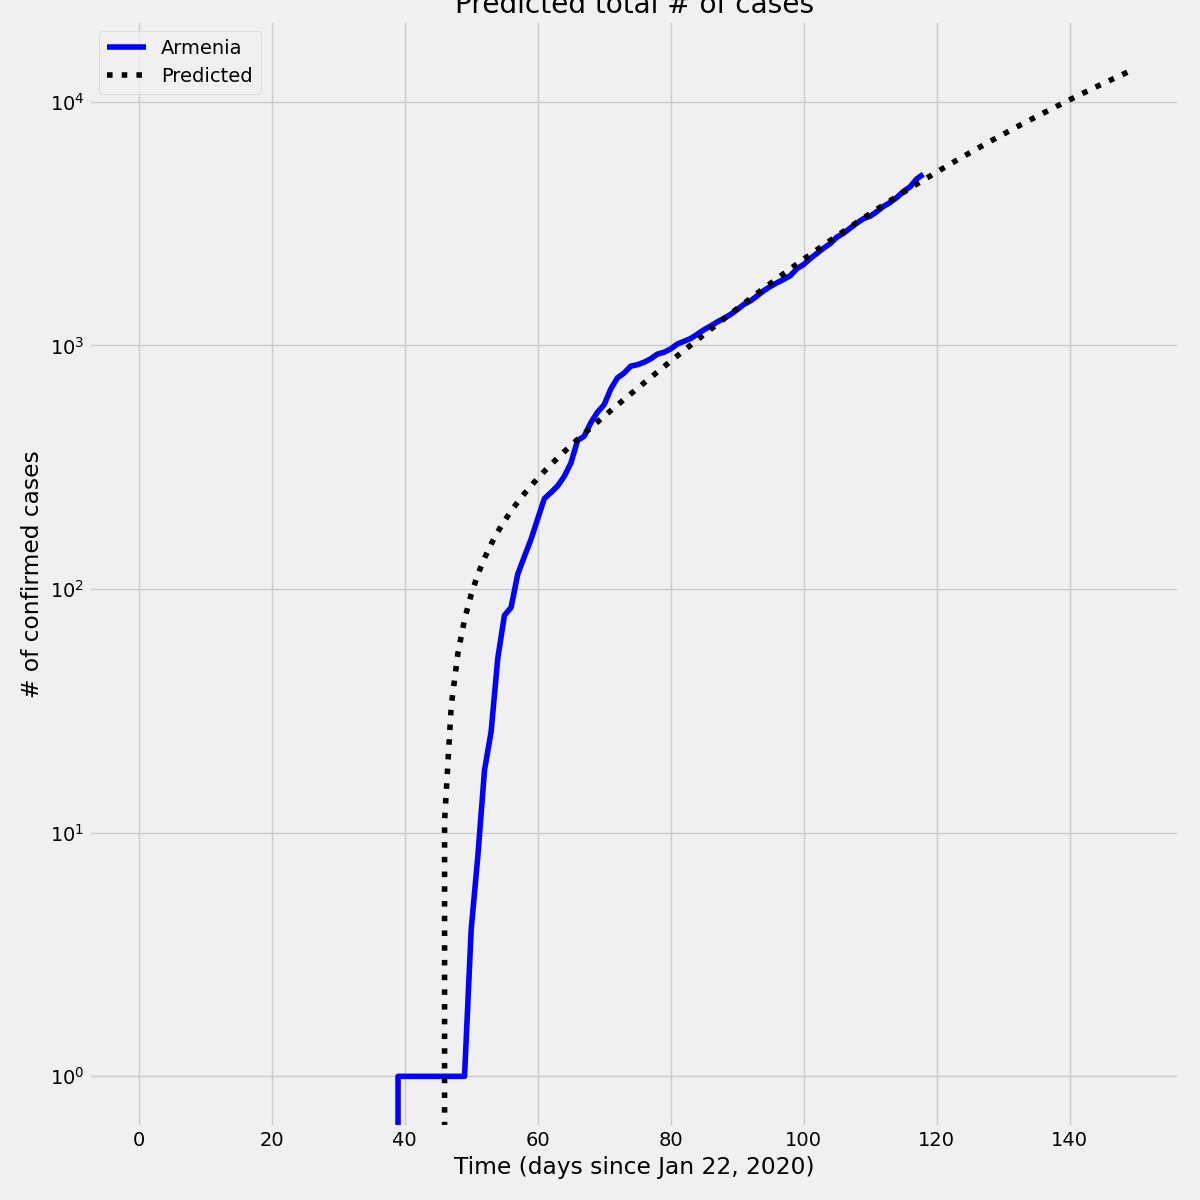 Predicted total # of cases
Armenia
Predicted
10⁴
10³
10²
10¹
10⁰
# of confirmed cases
0 20 40 60 80 100 120 140
Time (days since Jan 22, 2020)